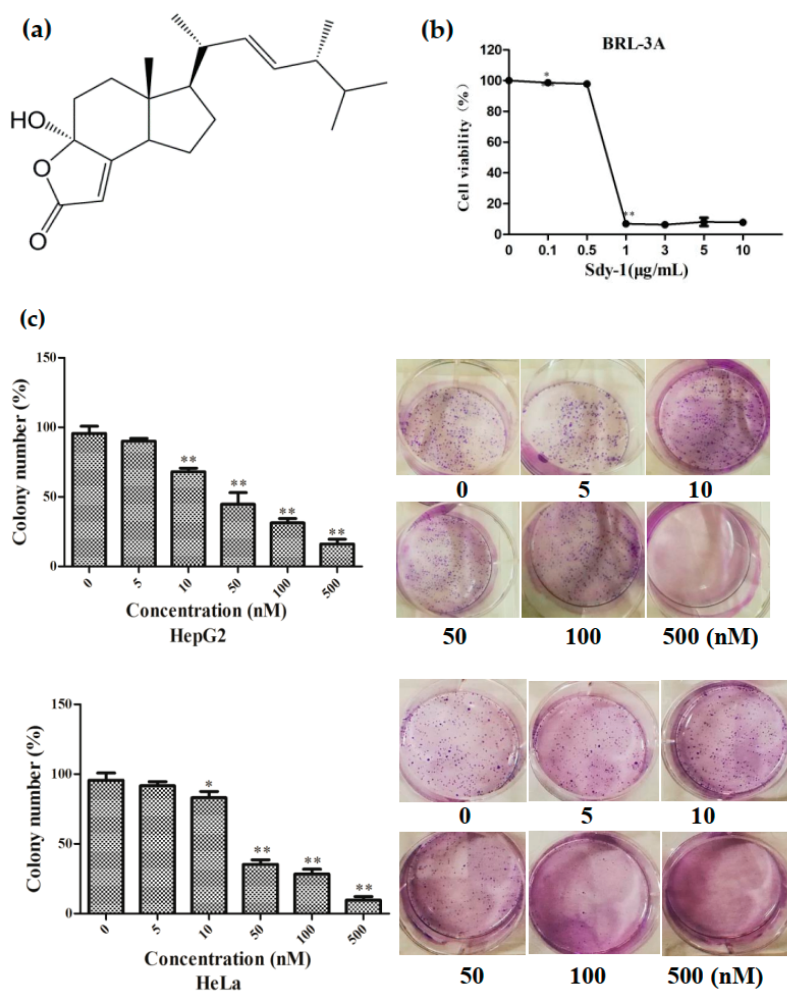 (a)
HO
O
O
(b)
BRL-3A
Cell viability (%)
120
100
80
60
40
20
0
0 0.1 0.5 1 3 5 10
* **
**
Sdy-1(μg/mL)
(c)
Colony number (%)
150
100
50
0
** ** ** **
0 5 10 50 100 500
Concentration (nM)
HepG2
0 5 10
50 100 500 (nM)
Colony number (%)
150
100
50
0
* ** ** **
0 5 10 50 100 500
Concentration (nM)
HeLa
0 5 10
50 100 500 (nM)